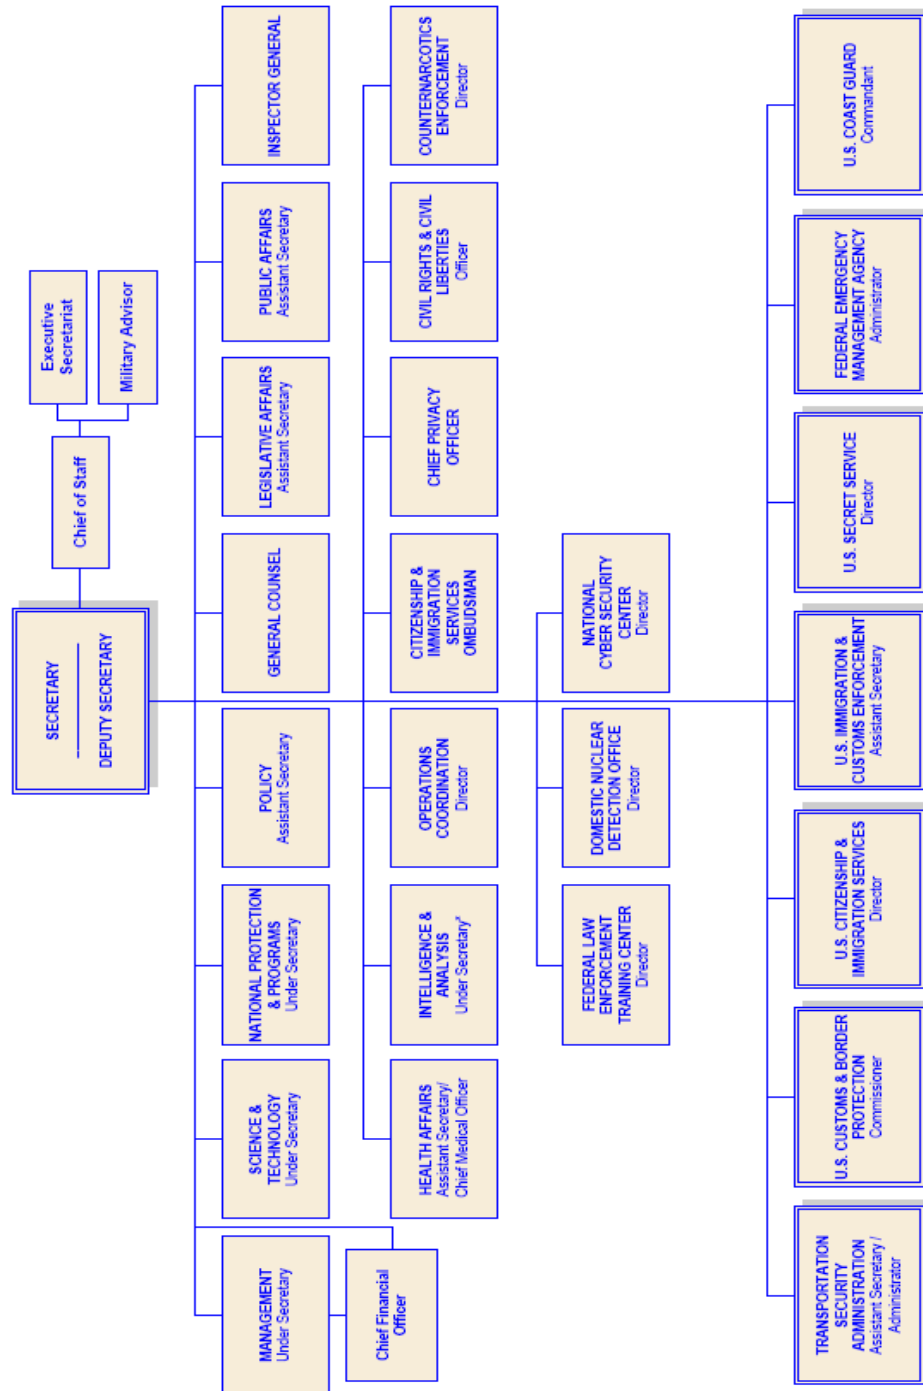 SECRETARY
DEPUTY SECRETARY
Chief of Staff
Executive
Secretariat
Military Advisor
MANAGEMENT
Under Secretary
Chief Financial
Officer
SCIENCE &
TECHNOLOGY
Under Secretary
NATIONAL PROTECTION
& PROGRAMS
Under Secretary
POLICY
Assistant Secretary
GENERAL COUNSEL
LEGISLATIVE AFFAIRS
Assistant Secretary
PUBLIC AFFAIRS
Assistant Secretary
INSPECTOR GENERAL
HEALTH AFFAIRS
Assistant Secretary/
Chief Medical Officer
INTELLIGENCE &
ANALYSIS
Under Secretary*
OPERATIONS
COORDINATION
Director
CITIZENSHIP &
IMMIGRATION
SERVICES
OMBUDSMAN
CHIEF PRIVACY
OFFICER
CIVIL RIGHTS & CIVIL
LIBERTIES
Officer
COUNTERNARCOTICS
ENFORCEMENT
Director
FEDERAL LAW
ENFORCEMENT
TRAINING CENTER
Director
DOMESTIC NUCLEAR
DETECTION OFFICE
Director
NATIONAL
CYBER SECURITY
CENTER
Director
TRANSPORTATION
SECURITY
ADMINISTRATION
Assistant Secretary /
Administrator
U.S. CUSTOMS & BORDER
PROTECTION
Commissioner
U.S. CITIZENSHIP &
IMMIGRATION SERVICES
Director
U.S. IMMIGRATION &
CUSTOMS ENFORCEMENT
Assistant Secretary
U.S. SECRET SERVICE
Director
FEDERAL EMERGENCY
MANAGEMENT AGENCY
Administrator
U.S. COAST GUARD
Commandant